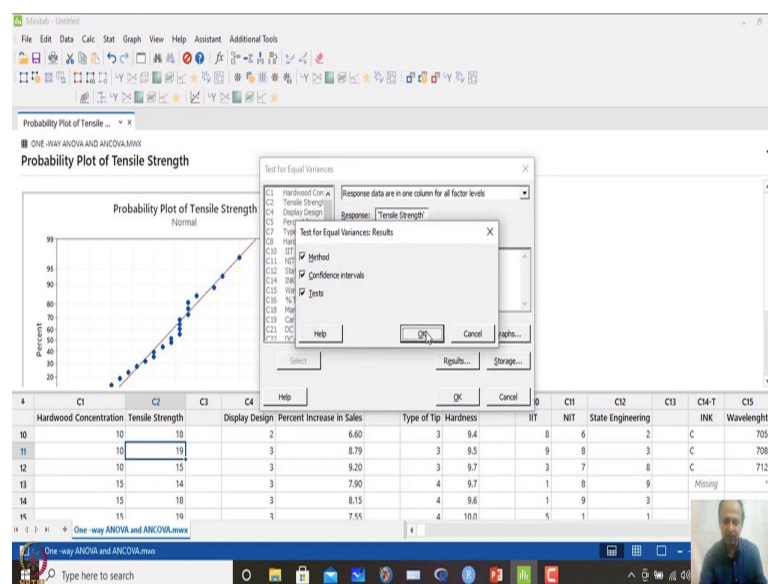 Minitab - Untitled
File Edit Data Calc Stat Graph View Help Assistant Additional Tools
Probability Plot of Tensile ...
ONE -WAY ANOVA AND ANCOVA.MWX
Probability Plot of Tensile Strength
Probability Plot of Tensile Strength
Normal
Percent
99
95
90
80
70
60
50
40
30
20
Test for Equal Variances
C1 Hardwood Con
C2 Tensile Strengt
C4 Display Design
C5
C7
C8
C10 IIT
C11 NIT
C12
C14
C15
C16
C18
C19
C21 DC
C22
Response data are in one column for all factor levels
Response: 'Tensile Strength'
Test for Equal Variances: Results
Method
Confidence intervals
Tests
Help OK Cancel
Select Results... Storage...
Help OK Cancel
C1 C2 C3 C4 C11 C12 C13 C14-T C15
Hardwood Concentration Tensile Strength Display Design Percent Increase in Sales Type of Tip Hardness IIT NIT State Engineering INK Wavelenght
10 10 18 2 6.60 3 9.4 8 6 2 C 705
11 10 19 3 8.79 3 9.5 9 8 3 C 708
12 10 15 3 9.20 3 9.7 3 7 8 C 712
13 15 14 3 7.90 4 9.7 1 8 9 Missing *
14 15 18 3 8.15 4 9.6 1 9 3
15 15 19 3 7.55 4 10.0 5 1 1
One -way ANOVA and ANCOVA.mwx
One -way ANOVA and ANCOVA.mwx
Type here to search